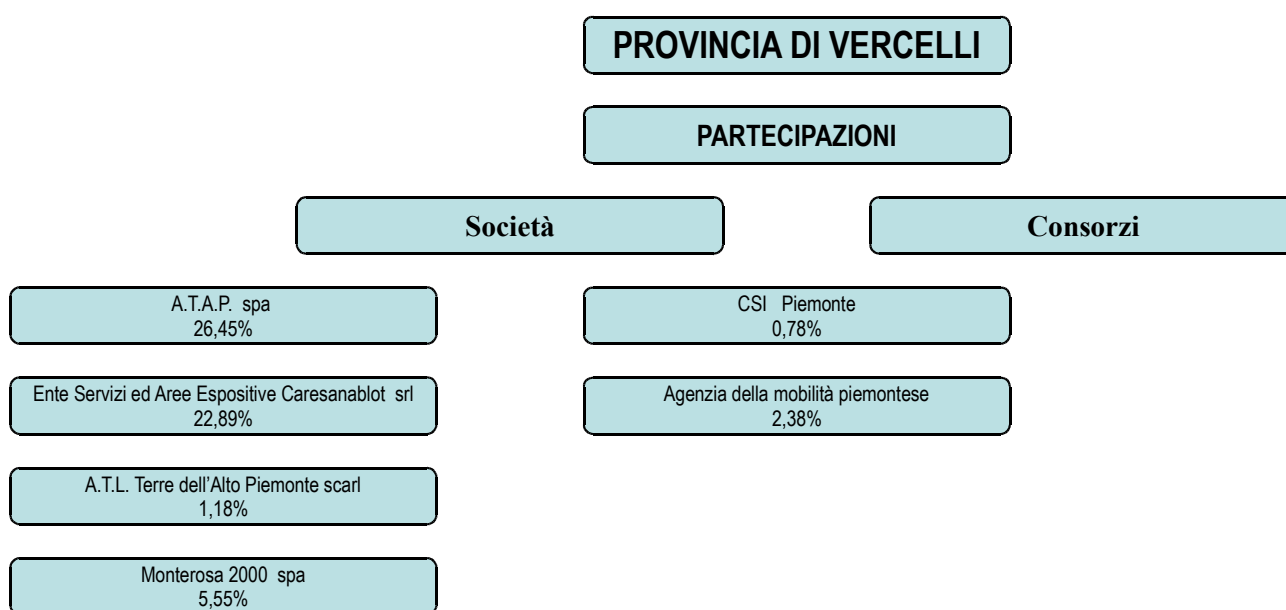 PROVINCIA DI VERCELLI
PARTECIPAZIONI
Società
Consorzi
A.T.A.P. spa
26,45%
CSI Piemonte
0,78%
Ente Servizi ed Aree Espositive Caresanablot srl
22,89%
Agenzia della mobilità piemontese
2,38%
A.T.L. Terre dell'Alto Piemonte scarl
1,18%
Monterosa 2000 spa
5,55%